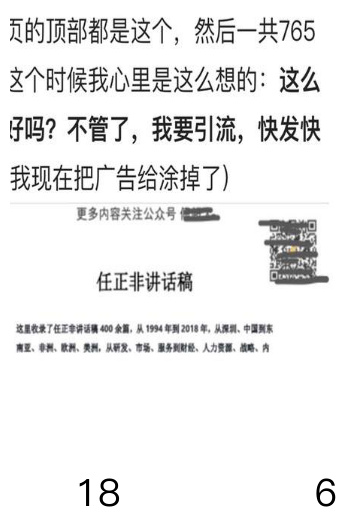 页的顶部都是这个，然后一共765
这个时候我心里是这么想的：这么
好吗？不管了，我要引流，快发快
我现在把广告给涂掉了）
更多内容关注公众号
任正非讲话稿
这里收录了任正非讲话稿 400 余篇，从 1994 年到 2018 年，从深圳、中国到东
南亚、非洲、欧洲、美洲，从研发、市场、服务到财经、人力资源、战略、内
18
6